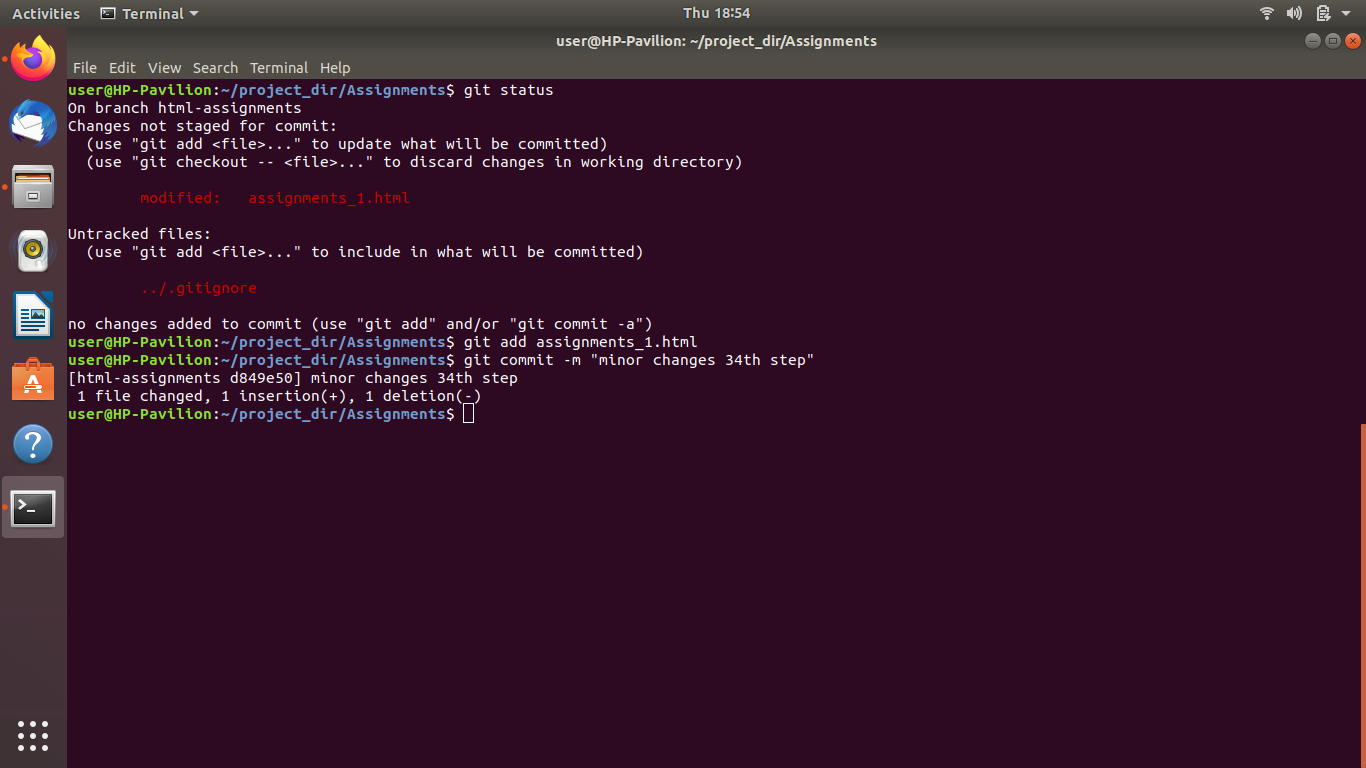 Activities Terminal Thu 18:54
user@HP-Pavilion: ~/project_dir/Assignments
File Edit View Search Terminal Help
user@HP-Pavilion:~/project_dir/Assignments$ git status
On branch html-assignments
Changes not staged for commit:
  (use "git add <file>..." to update what will be committed)
  (use "git checkout -- <file>..." to discard changes in working directory)
        modified:   assignments_1.html
Untracked files:
  (use "git add <file>..." to include in what will be committed)
        ../.gitignore
no changes added to commit (use "git add" and/or "git commit -a")
user@HP-Pavilion:~/project_dir/Assignments$ git add assignments_1.html
user@HP-Pavilion:~/project_dir/Assignments$ git commit -m "minor changes 34th step"
[html-assignments d849e50] minor changes 34th step
 1 file changed, 1 insertion(+), 1 deletion(-)
user@HP-Pavilion:~/project_dir/Assignments$